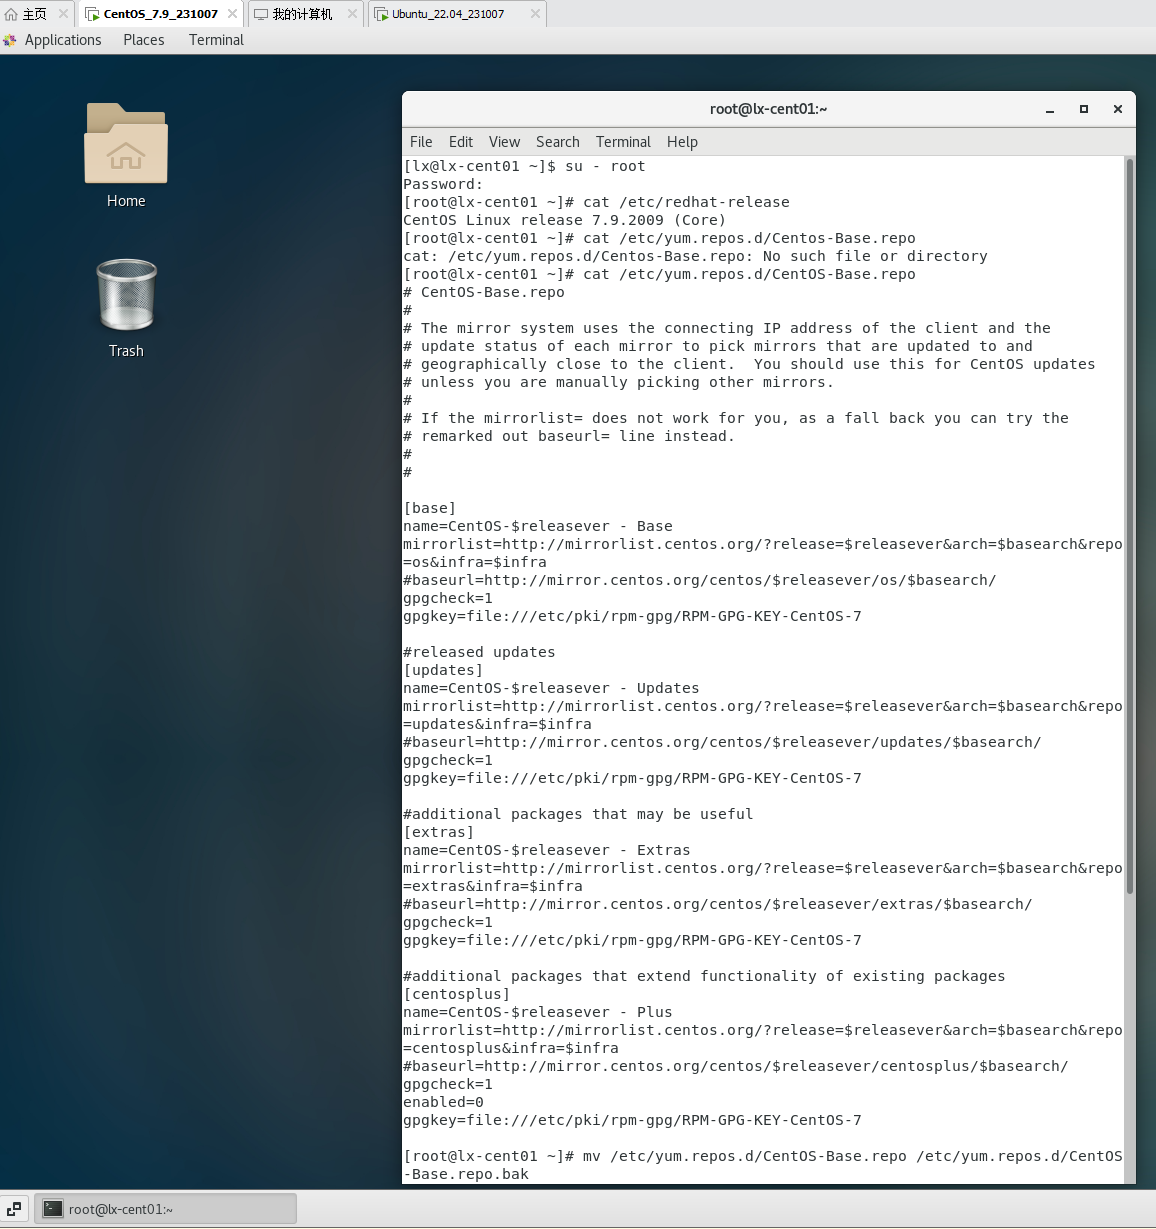 主页
CentOS_7.9_231007
我的计算机
Ubuntu_22.04_231007
Applications Places Terminal
Home
Trash
root@lx-cent01:~
File Edit View Search Terminal Help
[lx@lx-cent01 ~]$ su - root
Password:
[root@lx-cent01 ~]# cat /etc/redhat-release
CentOS Linux release 7.9.2009 (Core)
[root@lx-cent01 ~]# cat /etc/yum.repos.d/Centos-Base.repo
cat: /etc/yum.repos.d/Centos-Base.repo: No such file or directory
[root@lx-cent01 ~]# cat /etc/yum.repos.d/CentOS-Base.repo
# CentOS-Base.repo
#
# The mirror system uses the connecting IP address of the client and the
# update status of each mirror to pick mirrors that are updated to and
# geographically close to the client.  You should use this for CentOS updates
# unless you are manually picking other mirrors.
#
# If the mirrorlist= does not work for you, as a fall back you can try the
# remarked out baseurl= line instead.
#
#
[base]
name=CentOS-$releasever - Base
mirrorlist=http://mirrorlist.centos.org/?release=$releasever&arch=$basearch&repo
=os&infra=$infra
#baseurl=http://mirror.centos.org/centos/$releasever/os/$basearch/
gpgcheck=1
gpgkey=file:///etc/pki/rpm-gpg/RPM-GPG-KEY-CentOS-7
#released updates
[updates]
name=CentOS-$releasever - Updates
mirrorlist=http://mirrorlist.centos.org/?release=$releasever&arch=$basearch&repo
=updates&infra=$infra
#baseurl=http://mirror.centos.org/centos/$releasever/updates/$basearch/
gpgcheck=1
gpgkey=file:///etc/pki/rpm-gpg/RPM-GPG-KEY-CentOS-7
#additional packages that may be useful
[extras]
name=CentOS-$releasever - Extras
mirrorlist=http://mirrorlist.centos.org/?release=$releasever&arch=$basearch&repo
=extras&infra=$infra
#baseurl=http://mirror.centos.org/centos/$releasever/extras/$basearch/
gpgcheck=1
gpgkey=file:///etc/pki/rpm-gpg/RPM-GPG-KEY-CentOS-7
#additional packages that extend functionality of existing packages
[centosplus]
name=CentOS-$releasever - Plus
mirrorlist=http://mirrorlist.centos.org/?release=$releasever&arch=$basearch&repo
=centosplus&infra=$infra
#baseurl=http://mirror.centos.org/centos/$releasever/centosplus/$basearch/
gpgcheck=1
enabled=0
gpgkey=file:///etc/pki/rpm-gpg/RPM-GPG-KEY-CentOS-7
[root@lx-cent01 ~]# mv /etc/yum.repos.d/CentOS-Base.repo /etc/yum.repos.d/CentOS
-Base.repo.bak
root@lx-cent01:~